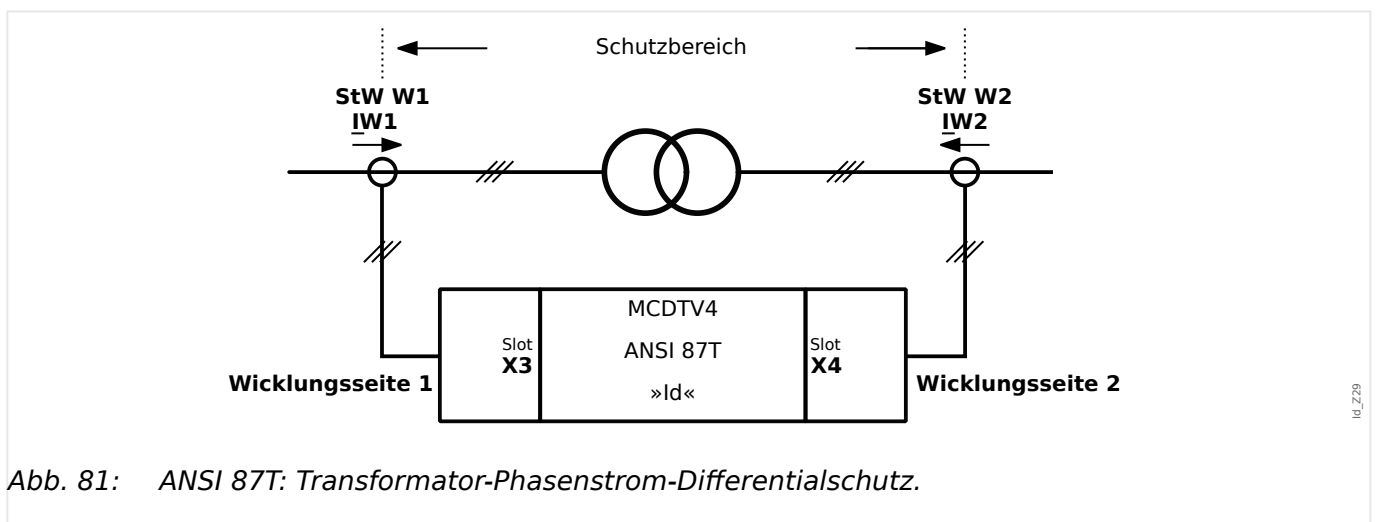 Schutzbereich
StW W1
IW1
StW W2
IW2
MCDTV4
ANSI 87T
»Id«
Slot
X3
Slot
X4
Wicklungsseite 1
Wicklungsseite 2
Id_Z29
Abb. 81: ANSI 87T: Transformator-Phasenstrom-Differentialschutz.